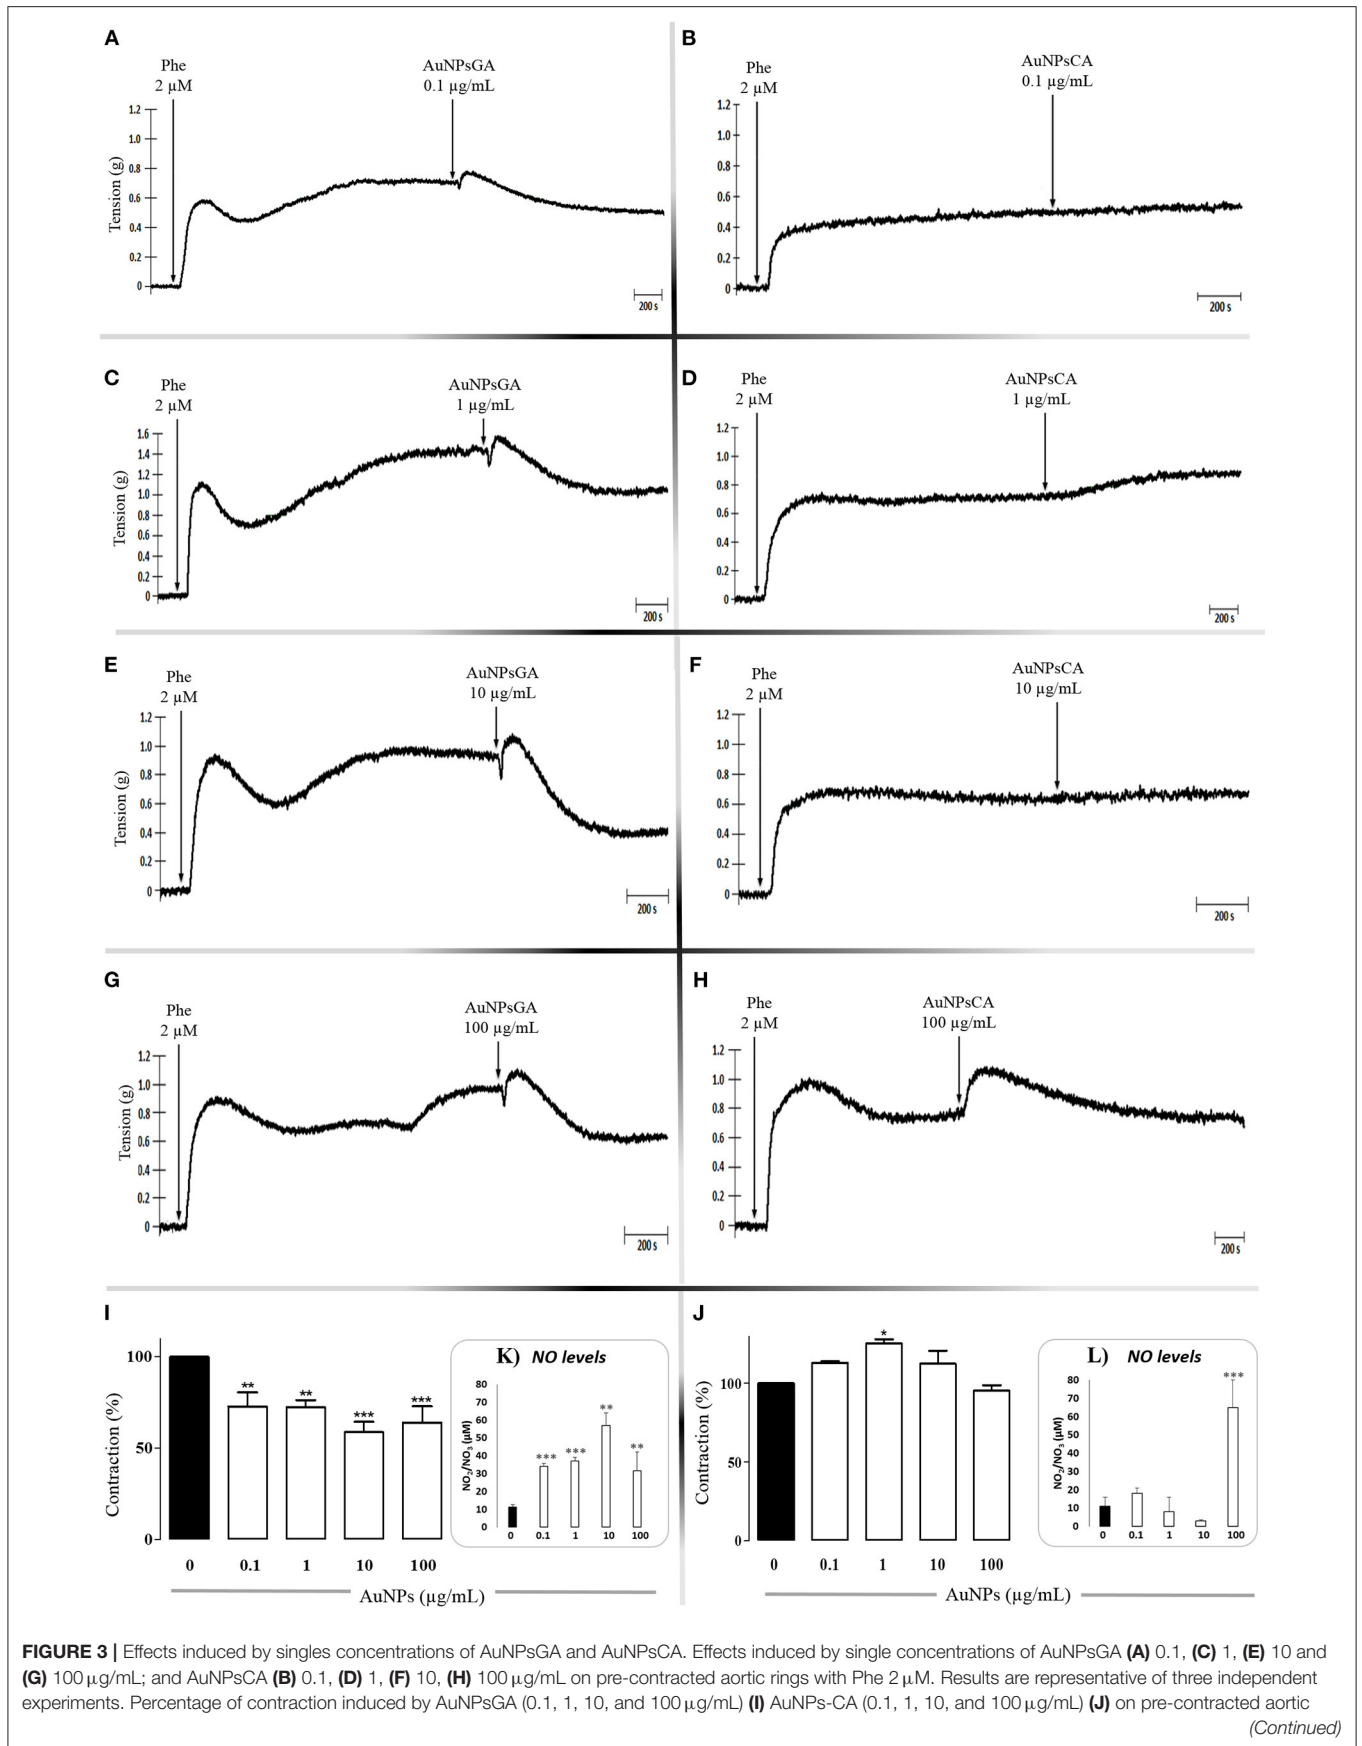 A
Phe
2 µM
AuNPsGA
0.1 µg/mL
1.2
1.0
0.8
0.6
0.4
0.2
0
Tension (g)
200 s
B
Phe
2 µM
AuNPsCA
0.1 µg/mL
1.2
1.0
0.8
0.6
0.4
0.2
0
200 s
C
Phe
2 µM
AuNPsGA
1 µg/mL
1.6
1.4
1.2
1.0
0.8
0.6
0.4
0.2
0
Tension (g)
200 s
D
Phe
2 µM
AuNPsCA
1 µg/mL
1.2
1.0
0.8
0.6
0.4
0.2
0
200 s
E
Phe
2 µM
AuNPsGA
10 µg/mL
1.2
1.0
0.8
0.6
0.4
0.2
0
Tension (g)
200 s
F
Phe
2 µM
AuNPsCA
10 µg/mL
1.2
1.0
0.8
0.6
0.4
0.2
0
200 s
G
Phe
2 µM
AuNPsGA
100 µg/mL
1.2
1.0
0.8
0.6
0.4
0.2
0
Tension (g)
200 s
H
Phe
2 µM
AuNPsCA
100 µg/mL
1.2
1.0
0.8
0.6
0.4
0.2
0
200 s
I
100
50
0
Contraction (%)
** ** *** ***
0 0.1 1 10 100
AuNPs (µg/mL)
K) NO levels
80
70
60
50
40
30
20
10
0
NO2/NO3 (µM)
*** *** ** **
0 0.1 1 10 100
J
100
50
0
Contraction (%)
*
0 0.1 1 10 100
AuNPs (µg/mL)
L) NO levels
80
70
60
50
40
30
20
10
0
NO2/NO3 (µM)
***
0 0.1 1 10 100
FIGURE 3 | Effects induced by singles concentrations of AuNPsGA and AuNPsCA. Effects induced by single concentrations of AuNPsGA (A) 0.1, (C) 1, (E) 10 and
(G) 100 µg/mL; and AuNPsCA (B) 0.1, (D) 1, (F) 10, (H) 100 µg/mL on pre-contracted aortic rings with Phe 2 µM. Results are representative of three independent
experiments. Percentage of contraction induced by AuNPsGA (0.1, 1, 10, and 100 µg/mL) (I) AuNPs-CA (0.1, 1, 10, and 100 µg/mL) (J) on pre-contracted aortic
(Continued)